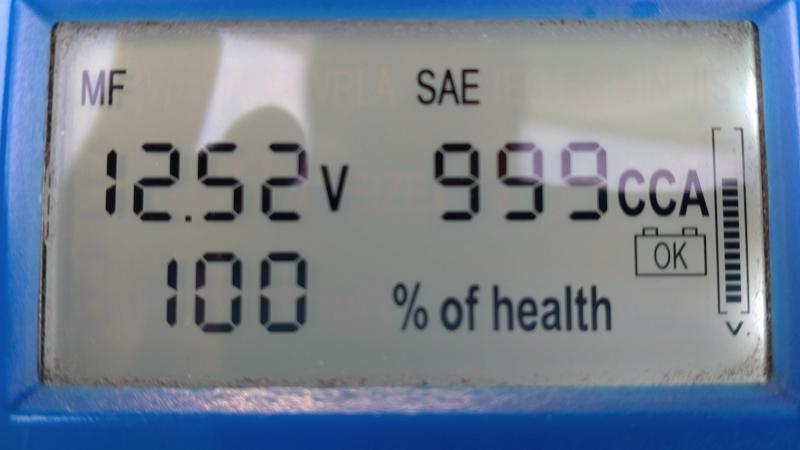 MF SAE
12.52 V 999 CCA
OK
100 % of health
V